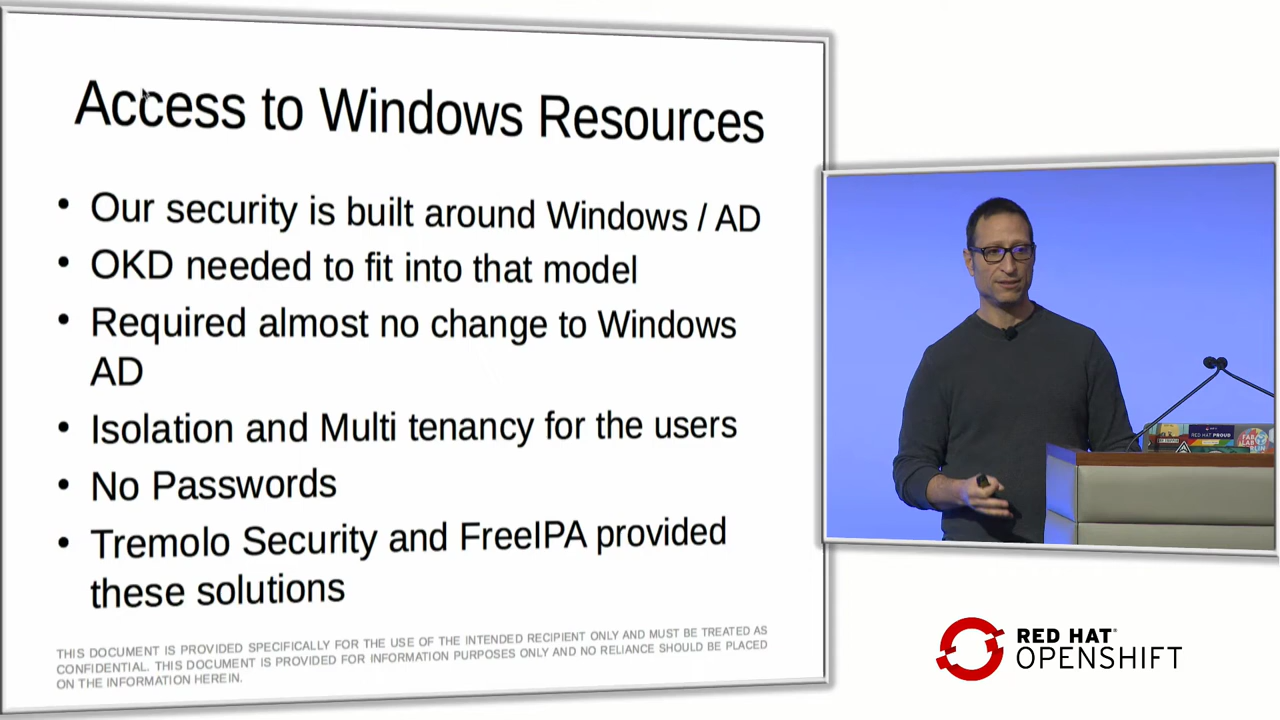 Access to Windows Resources
• Our security is built around Windows / AD
• OKD needed to fit into that model
• Required almost no change to Windows
AD
• Isolation and Multi tenancy for the users
• No Passwords
• Tremolo Security and FreeIPA provided
these solutions
THIS DOCUMENT IS PROVIDED SPECIFICALLY FOR THE USE OF THE INTENDED RECIPIENT ONLY AND MUST BE TREATED AS
CONFIDENTIAL. THIS DOCUMENT IS PROVIDED FOR INFORMATION PURPOSES ONLY AND NO RELIANCE SHOULD BE PLACED
ON THE INFORMATION HEREIN.
RED HAT PROUD
RED HAT®
OPENSHIFT